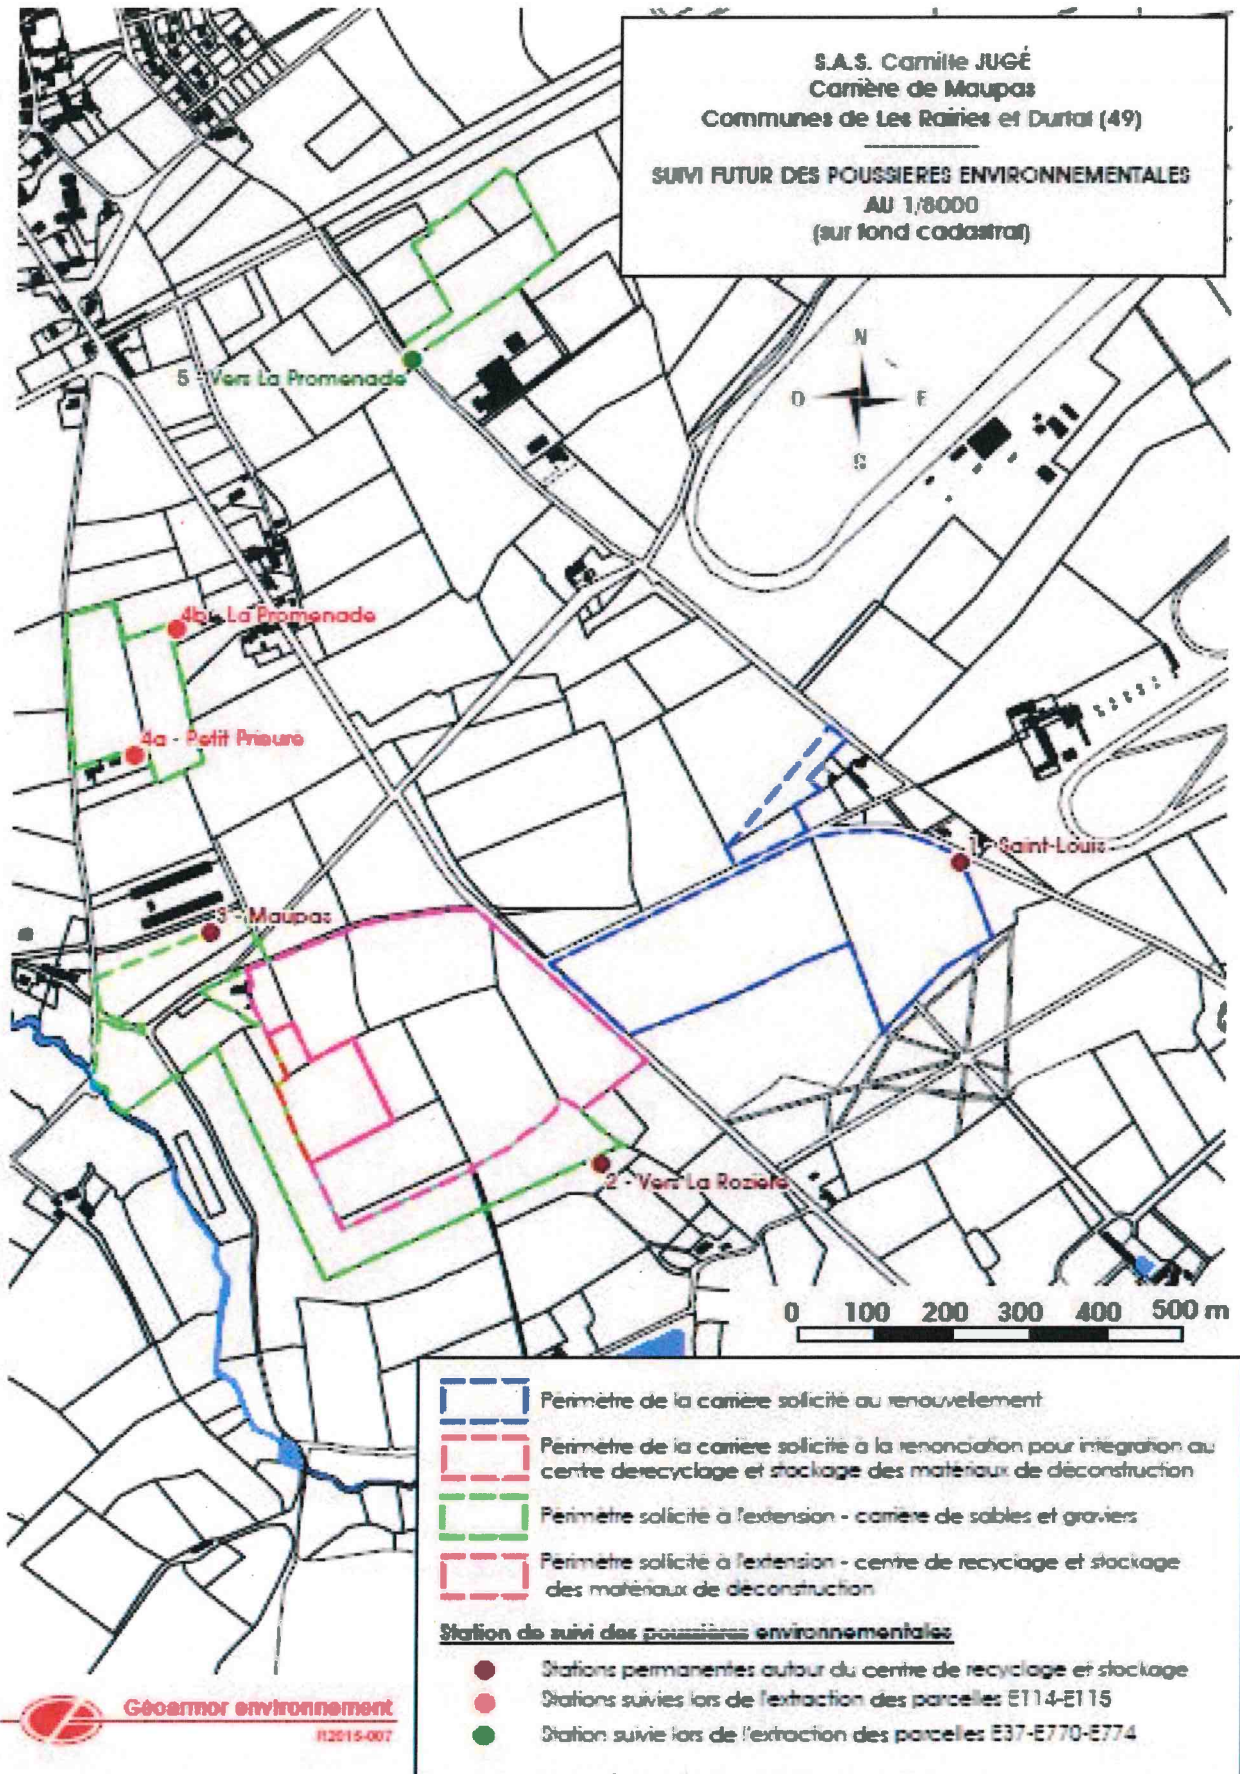 S.A.S. Camille JUGÉ
Carrière de Maupas
Communes de Les Rairies et Durtal (49)
SUIVI FUTUR DES POUSSIERES ENVIRONNEMENTALES
AU 1/8000
(sur fond cadastral)
N
O
E
S
5 - Vers La Promenade
4b - La Promenade
4a - Petit Prieuré
1 - Saint-Louis
3 - Maupas
2 - Vers La Rozière
0 100 200 300 400 500 m
Périmètre de la carrière sollicité au renouvellement
Périmètre de la carrière sollicité à la renonciation pour intégration au
centre derecyclage et stockage des matériaux de déconstruction
Périmètre sollicité à l'extension - carrière de sables et graviers
Périmètre sollicité à l'extension - centre de recyclage et stockage
des matériaux de déconstruction
Station de suivi des poussières environnementales
Stations permanentes autour du centre de recyclage et stockage
Stations suivies lors de l'extraction des parcelles E114-E115
Station suivie lors de l'extraction des parcelles E37-E770-E774
Géoarmor environnement
R2015-007